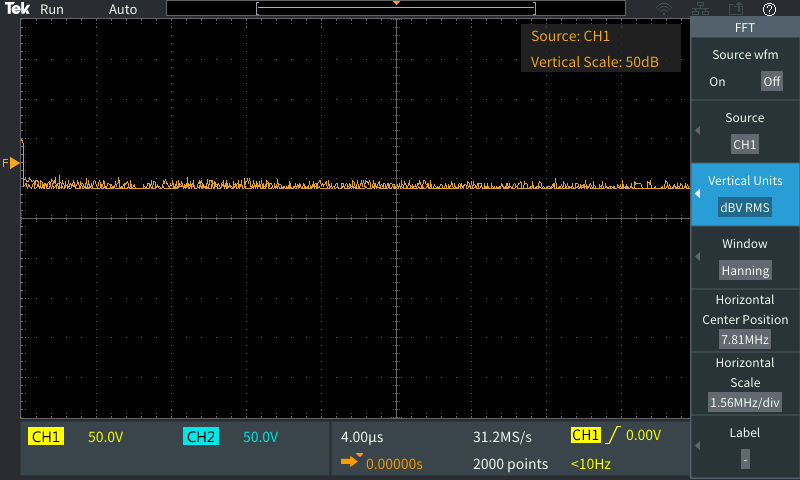 Tek Run Auto
?
Source: CH1
Vertical Scale: 50dB
F
FFT
Source wfm
On Off
Source
CH1
Vertical Units
dBV RMS
Window
Hanning
Horizontal
Center Position
7.81MHz
Horizontal
Scale
1.56MHz/div
Label
-
CH1 50.0V CH2 50.0V 4.00μs 31.2MS/s CH1 0.00V
0.00000s 2000 points <10Hz